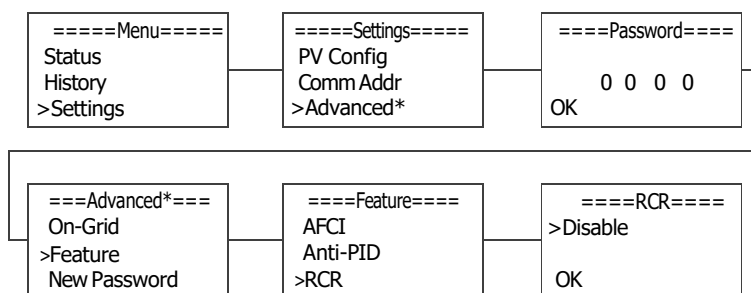 =====Menu=====
Status
History
>Settings
=====Settings=====
PV Config
Comm Addr
>Advanced*
====Password====
0 0 0 0
OK
===Advanced*===
On-Grid
>Feature
New Password
====Feature====
AFCI
Anti-PID
>RCR
====RCR====
>Disable
OK